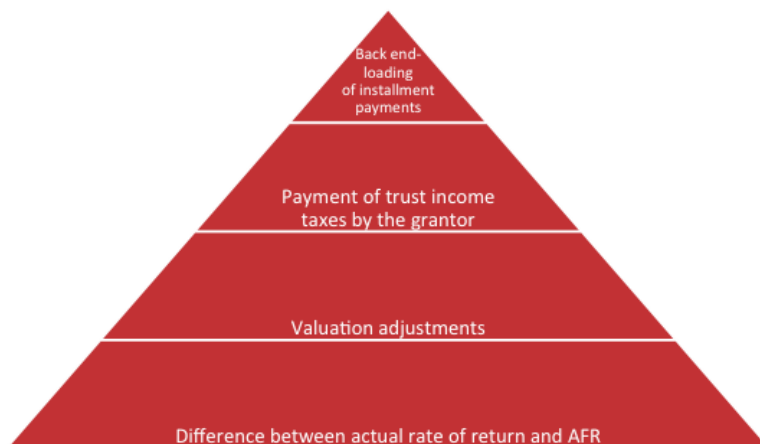 Back end-
loading
of installment
payments
Payment of trust income
taxes by the grantor
Valuation adjustments
Difference between actual rate of return and AFR